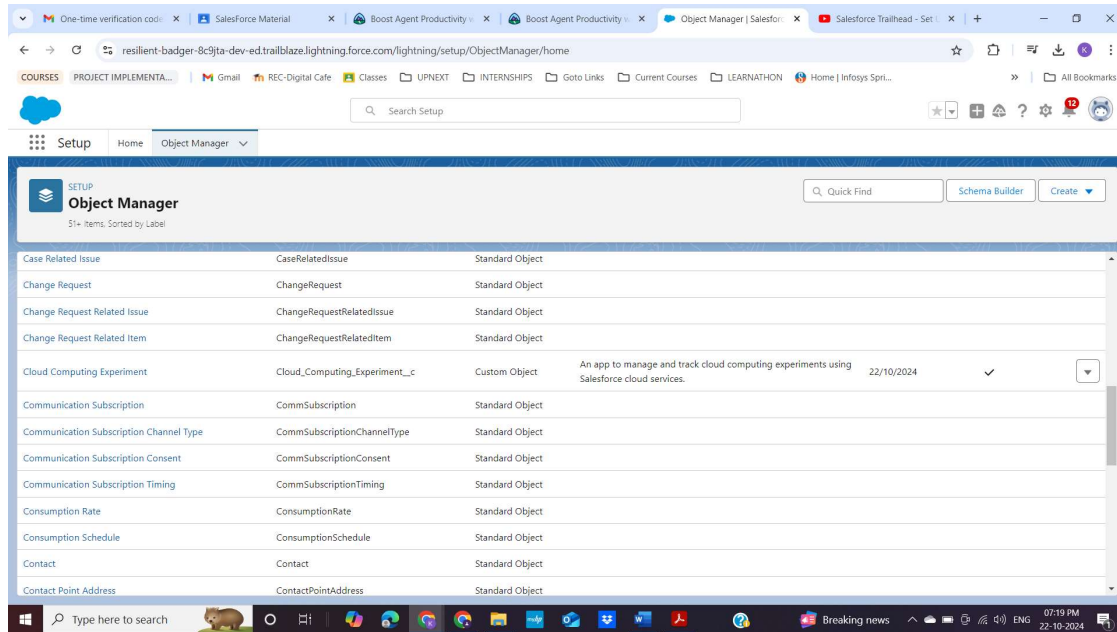 One-time verification code
SalesForce Material
Boost Agent Productivity v
Boost Agent Productivity v
Object Manager | Salesforc
Salesforce Trailhead - Set
resilient-badger-8c9jta-dev-ed.trailblaze.lightning.force.com/lightning/setup/ObjectManager/home
K
COURSES PROJECT IMPLEMENTA... Gmail REC-Digital Cafe Classes UPNEXT INTERNSHIPS Goto Links Current Courses LEARNATHON Home | Infosys Spri... » All Bookmarks
Search Setup
12
Setup Home Object Manager
SETUP
Object Manager
51+ Items, Sorted by Label
Quick Find
Schema Builder
Create
Case Related Issue CaseRelatedIssue Standard Object
Change Request ChangeRequest Standard Object
Change Request Related Issue ChangeRequestRelatedIssue Standard Object
Change Request Related Item ChangeRequestRelatedItem Standard Object
Cloud Computing Experiment Cloud_Computing_Experiment__c Custom Object An app to manage and track cloud computing experiments using
Salesforce cloud services. 22/10/2024
Communication Subscription CommSubscription Standard Object
Communication Subscription Channel Type CommSubscriptionChannelType Standard Object
Communication Subscription Consent CommSubscriptionConsent Standard Object
Communication Subscription Timing CommSubscriptionTiming Standard Object
Consumption Rate ConsumptionRate Standard Object
Consumption Schedule ConsumptionSchedule Standard Object
Contact Contact Standard Object
Contact Point Address ContactPointAddress Standard Object
Type here to search
Breaking news
ENG
07:19 PM
22-10-2024